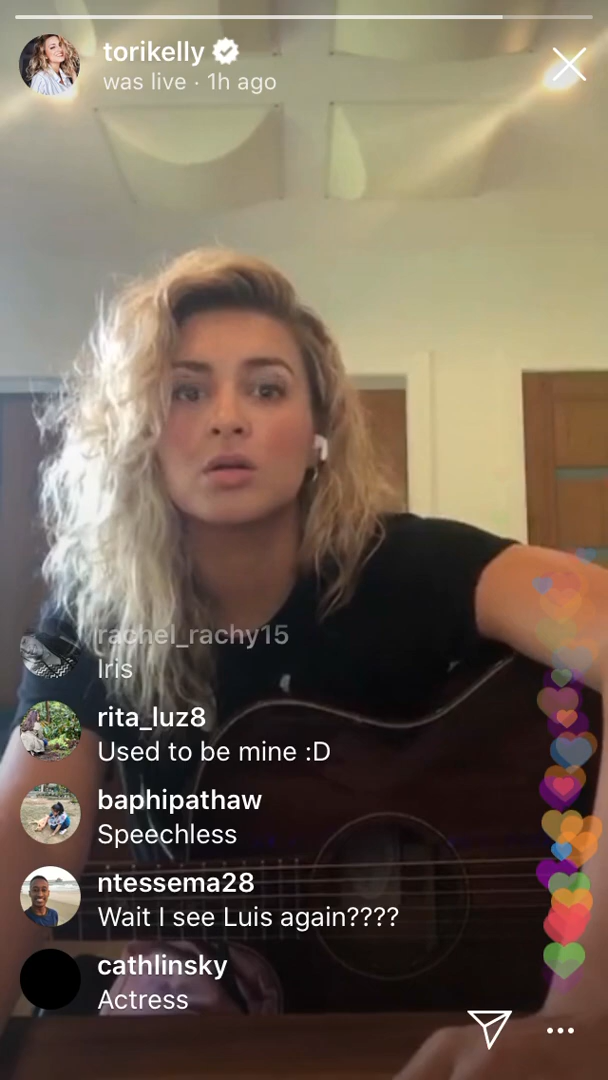 torikelly
was live · 1h ago
rachel_rachy15
Iris
rita_luz8
Used to be mine :D
baphipathaw
Speechless
ntessema28
Wait I see Luis again????
cathlinsky
Actress